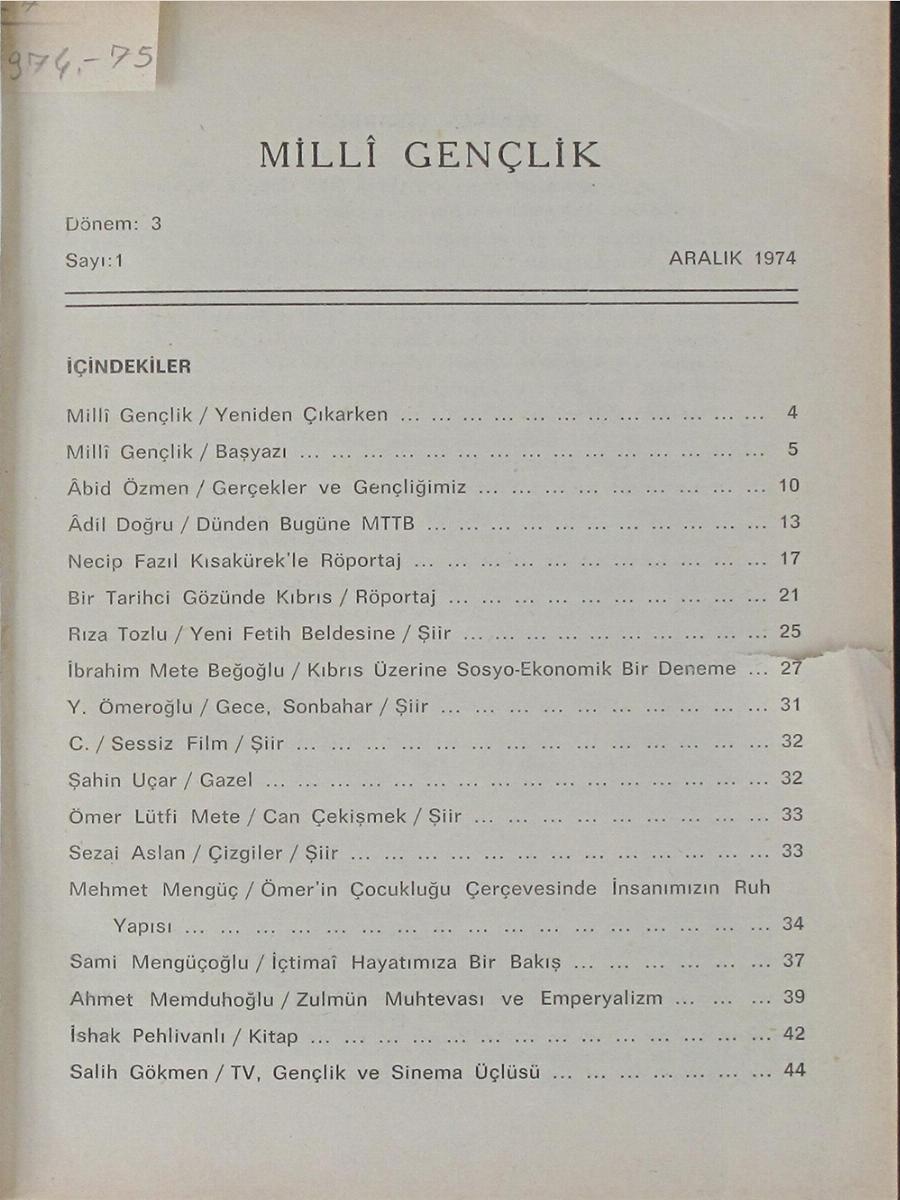 974.-75
MİLLÎ GENÇLİK
Dönem: 3
Sayı:1
ARALIK 1974
İÇİNDEKİLER
Millî Gençlik / Yeniden Çıkarken ... ... ... ... ... ... ... ... ... ... ... ... ... 4
Millî Gençlik / Başyazı ... ... ... ... ... ... ... ... ... ... ... ... ... ... ... ... 5
Âbid Özmen / Gerçekler ve Gençliğimiz ... ... ... ... ... ... ... ... ... ... 10
Âdil Doğru / Dünden Bugüne MTTB ... ... ... ... ... ... ... ... ... ... ... ... 13
Necip Fazıl Kısakürek'le Röportaj ... ... ... ... ... ... ... ... ... ... ... ... 17
Bir Tarihci Gözünde Kıbrıs / Röportaj ... ... ... ... ... ... ... ... ... ... ... 21
Rıza Tozlu / Yeni Fetih Beldesine / Şiir ... ... ... ... ... ... ... ... ... ... 25
İbrahim Mete Beğoğlu / Kıbrıs Üzerine Sosyo-Ekonomik Bir Deneme ... 27
Y. Ömeroğlu / Gece, Sonbahar / Şiir ... ... ... ... ... ... ... ... ... ... ... 31
C. / Sessiz Film / Şiir ... ... ... ... ... ... ... ... ... ... ... ... ... ... ... ... 32
Şahin Uçar / Gazel ... ... ... ... ... ... ... ... ... ... ... ... ... ... ... ... ... 32
Ömer Lütfi Mete / Can Çekişmek / Şiir ... ... ... ... ... ... ... ... ... ... 33
Sezai Aslan / Çizgiler / Şiir ... ... ... ... ... ... ... ... ... ... ... ... ... ... 33
Mehmet Mengüç / Ömer'in Çocukluğu Çerçevesinde İnsanımızın Ruh
Yapısı ... ... ... ... ... ... ... ... ... ... ... ... ... ... ... ... ... ... 34
Sami Mengüçoğlu / İçtimaî Hayatımıza Bir Bakış ... ... ... ... ... ... 37
Ahmet Memduhoğlu / Zulmün Muhtevası ve Emperyalizm ... ... ... 39
İshak Pehlivanlı / Kitap ... ... ... ... ... ... ... ... ... ... ... ... ... ... ... 42
Salih Gökmen / TV, Gençlik ve Sinema Üçlüsü ... ... ... ... ... ... ... 44